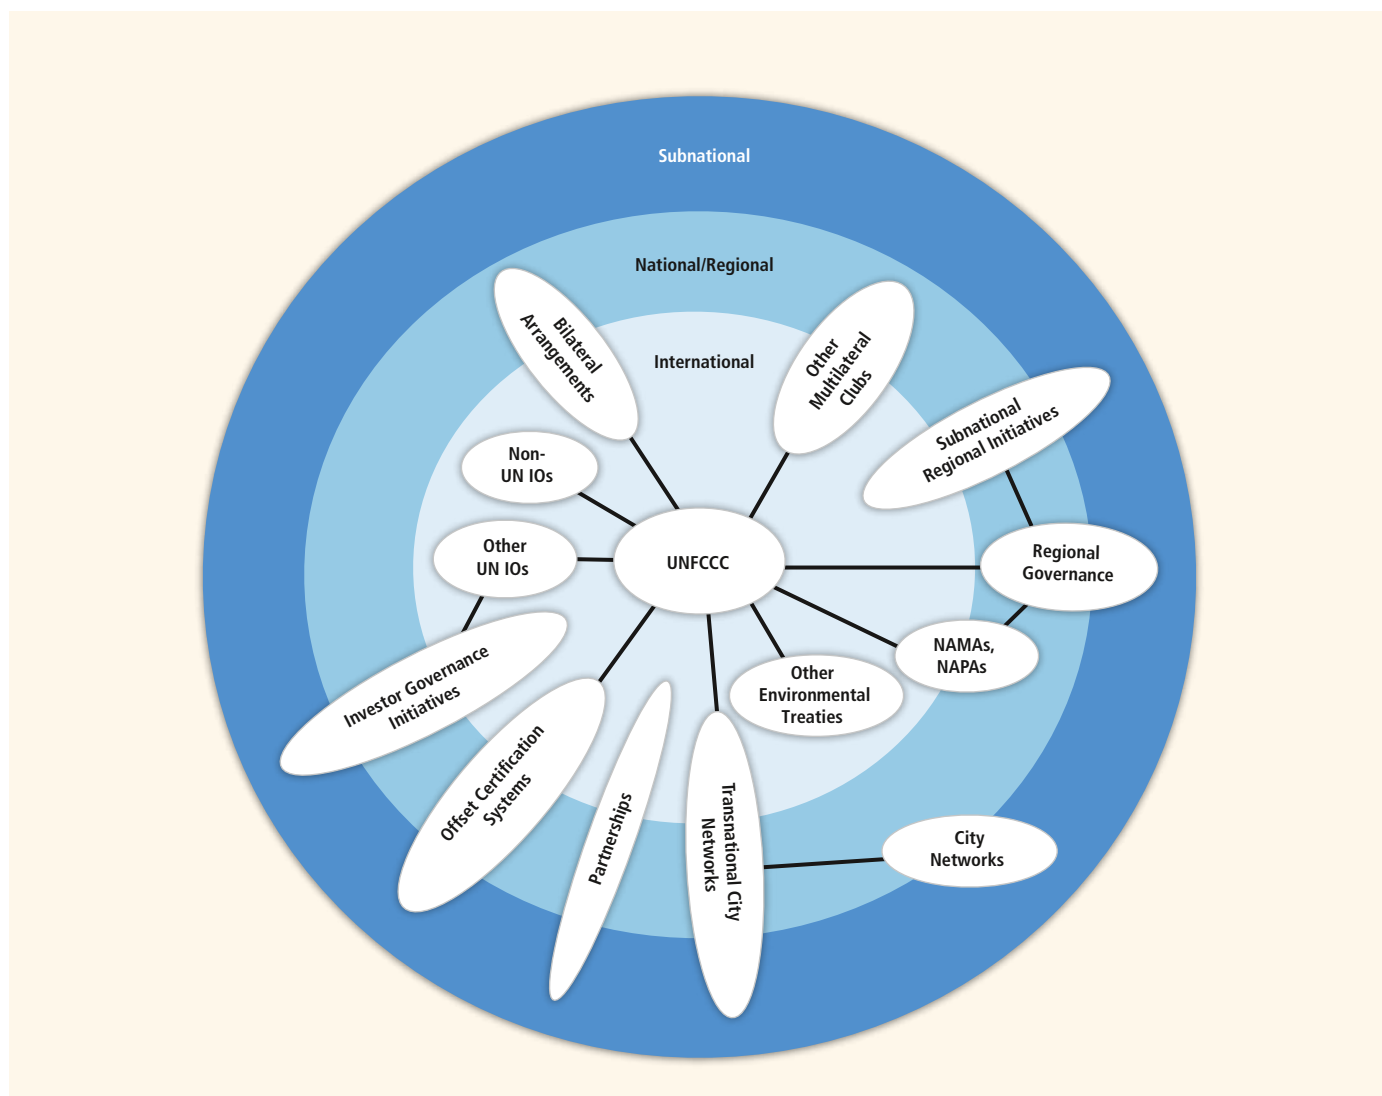 Subnational
National/Regional
International
Bilateral
Arrangements
Other
Multilateral
Clubs
Subnational
Regional Initiatives
Non-
UN IOs
Other
UN IOs
UNFCCC
Regional
Governance
NAMAs,
NAPAs
Other
Environmental
Treaties
Investor Governance
Initiatives
Offset Certification
Systems
Partnerships
Transnational City
Networks
City
Networks